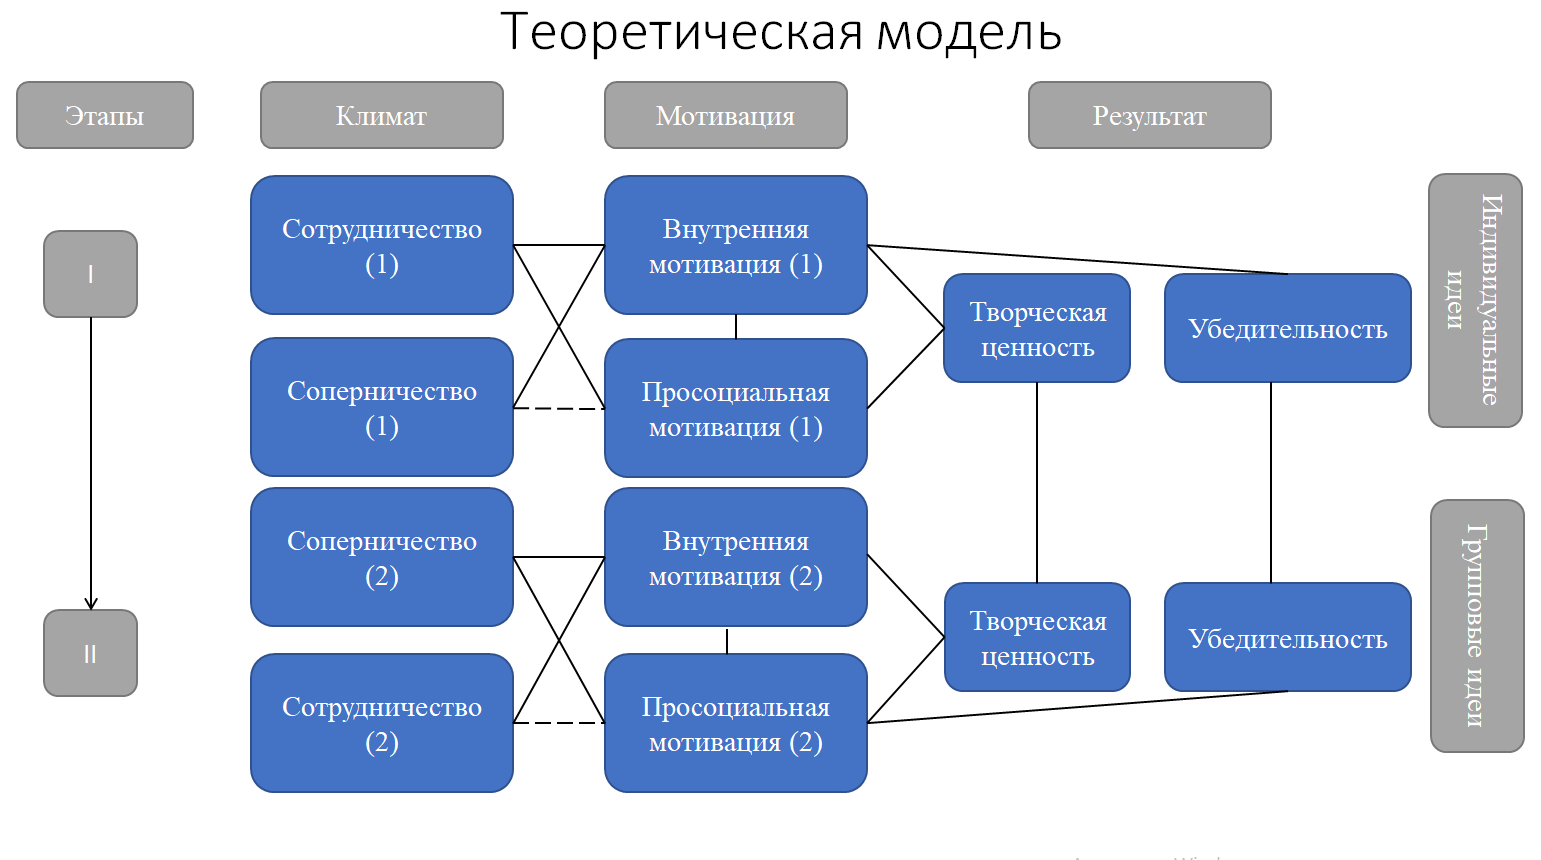 Теоретическая модель
Этапы
Климат
Мотивация
Результат
I
Сотрудничество
(1)
Внутренняя
мотивация (1)
Творческая
ценность
Убедительность
Индивидуальные
идеи
Соперничество
(1)
Просоциальная
мотивация (1)
II
Соперничество
(2)
Внутренняя
мотивация (2)
Творческая
ценность
Убедительность
Групповые идеи
Сотрудничество
(2)
Просоциальная
мотивация (2)